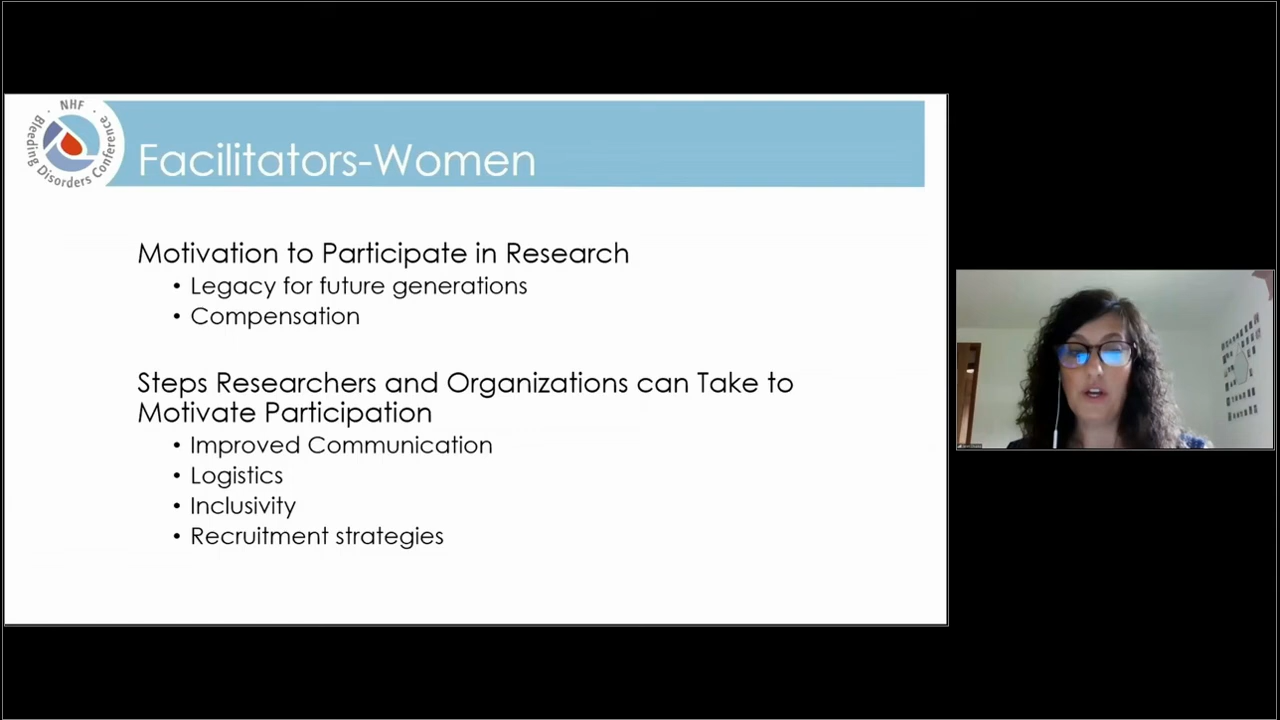 NHF
Bleeding Disorders Conference
Facilitators-Women
Motivation to Participate in Research
• Legacy for future generations
• Compensation
Steps Researchers and Organizations can Take to
Motivate Participation
• Improved Communication
• Logistics
• Inclusivity
• Recruitment strategies